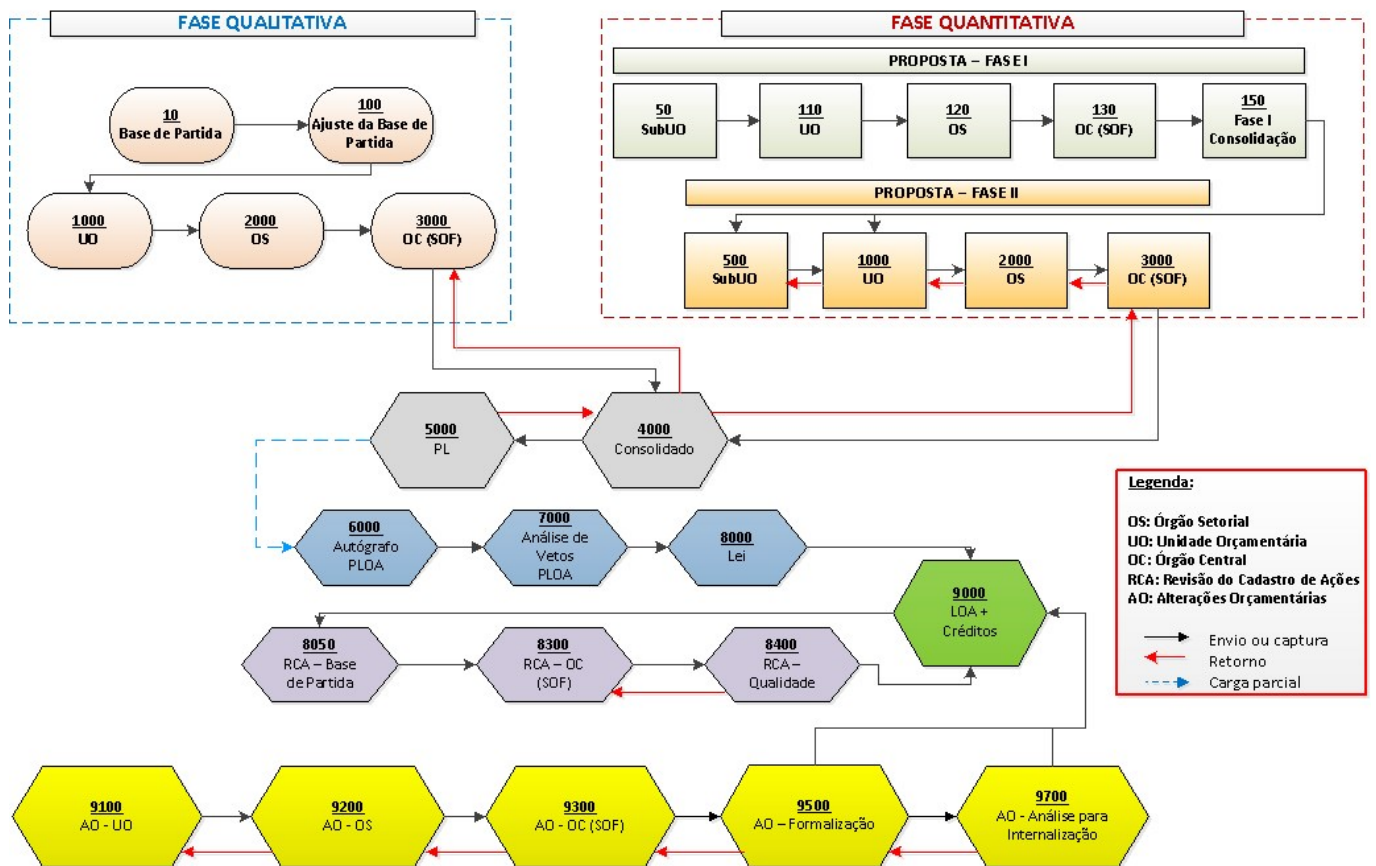 FASE QUALITATIVA
FASE QUANTITATIVA
PROPOSTA – FASE I
10
Base de Partida
100
Ajuste da Base de
Partida
50
SubUO
110
UO
120
OS
130
OC (SOF)
150
Fase I
Consolidação
PROPOSTA – FASE II
1000
UO
2000
OS
3000
OC (SOF)
500
SubUO
1000
UO
2000
OS
3000
OC (SOF)
5000
PL
4000
Consolidado
6000
Autógrafo
PLOA
7000
Análise de
Vetos
PLOA
8000
Lei
9000
LOA +
Créditos
8050
RCA – Base
de Partida
8300
RCA – OC
(SOF)
8400
RCA –
Qualidade
9100
AO - UO
9200
AO - OS
9300
AO - OC (SOF)
9500
AO – Formalização
9700
AO - Análise para
Internalização
Legenda:
OS: Órgão Setorial
UO: Unidade Orçamentária
OC: Órgão Central
RCA: Revisão do Cadastro de Ações
AO: Alterações Orçamentárias
Envio ou captura
Retorno
Carga parcial